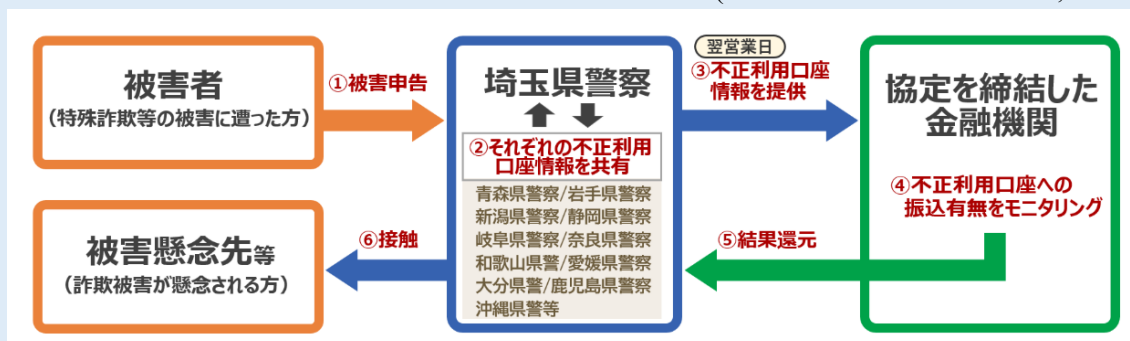 被害者
(特殊詐欺等の被害に遭った方)
①被害申告
埼玉県警察
②それぞれの不正利用
口座情報を共有
青森県警察/岩手県警察
新潟県警察/静岡県警察
岐阜県警察/奈良県警察
和歌山県警/愛媛県警察
大分県警/鹿児島県警察
沖縄県警等
翌営業日
③不正利用口座
情報を提供
協定を締結した
金融機関
④不正利用口座への
振込有無をモニタリング
⑤結果還元
⑥接触
被害懸念先等
(詐欺被害が懸念される方)